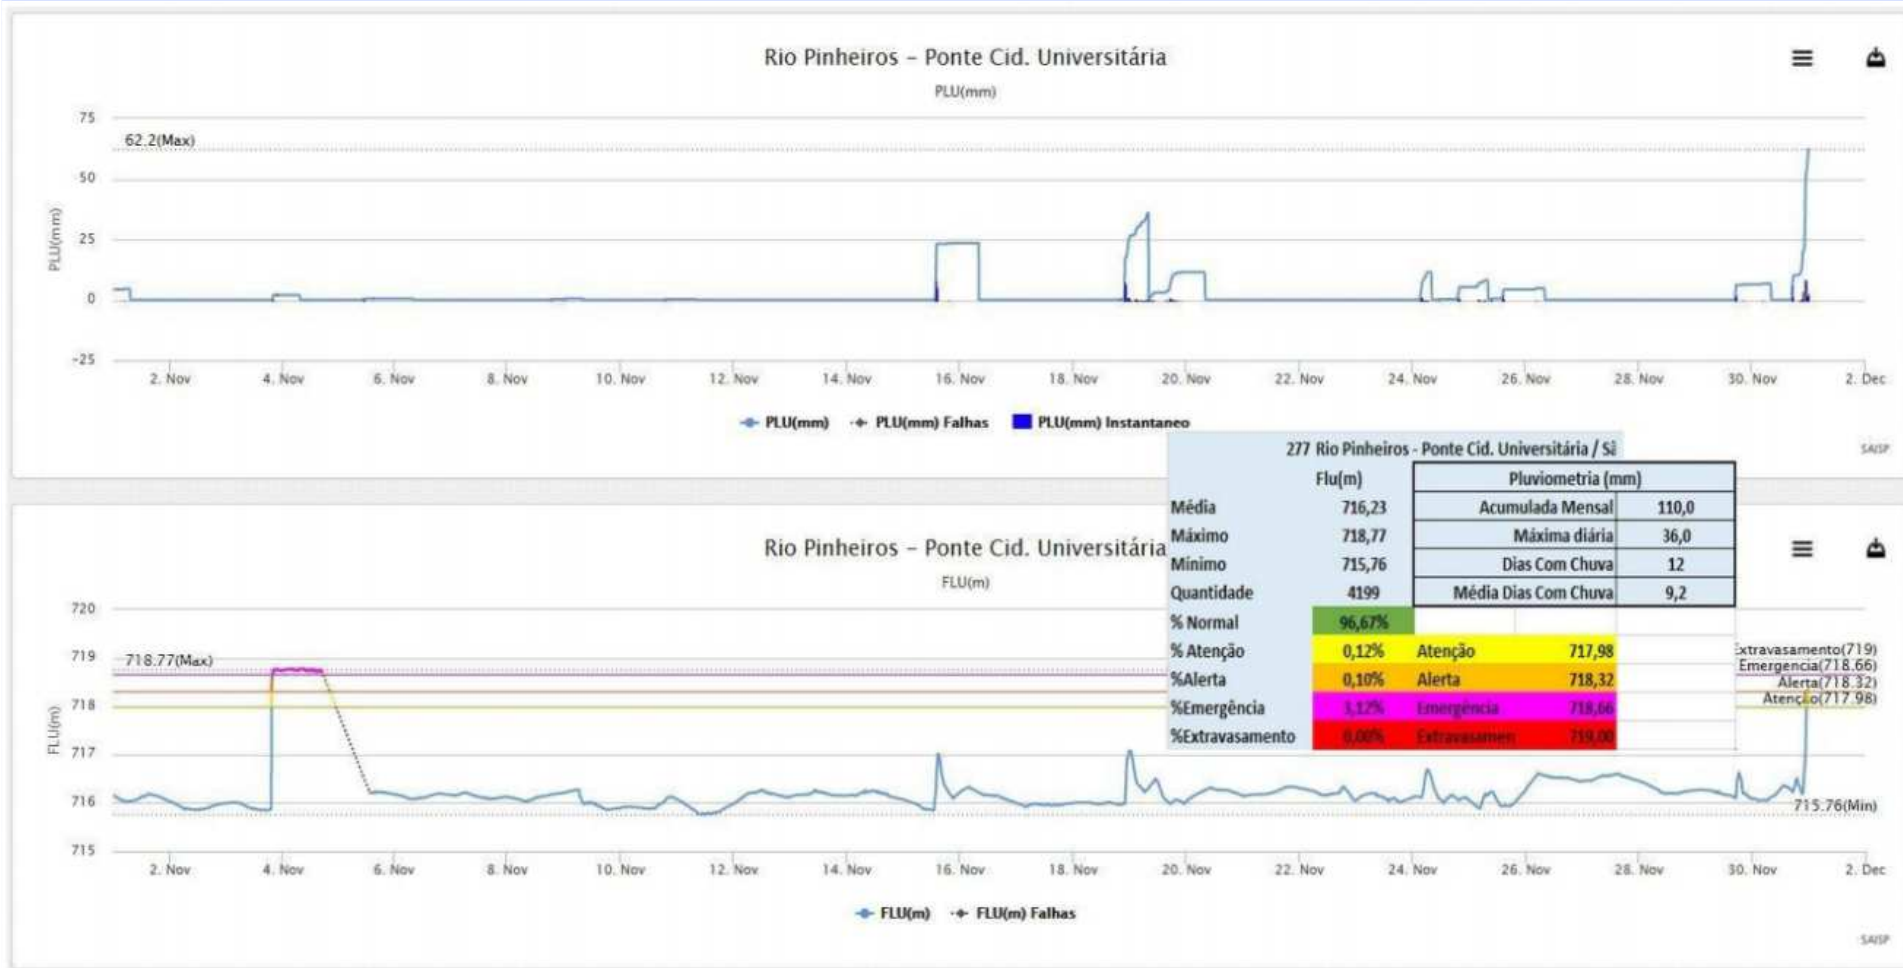 Rio Pinheiros – Ponte Cid. Universitária
PLU(mm)
75
62.2(Max)
50
25
0
-25
PLU(mm)
2. Nov 4. Nov 6. Nov 8. Nov 10. Nov 12. Nov 14. Nov 16. Nov 18. Nov 20. Nov 22. Nov 24. Nov 26. Nov 28. Nov 30. Nov 2. Dec
PLU(mm) PLU(mm) Falhas PLU(mm) Instantaneo
SAISP
277 Rio Pinheiros - Ponte Cid. Universitária / Sã
Flu(m) Pluviometria (mm)
Média 716,23 Acumulada Mensal 110,0
Máximo 718,77 Máxima diária 36,0
Mínimo 715,76 Dias Com Chuva 12
Quantidade 4199 Média Dias Com Chuva 9,2
% Normal 96,67%
% Atenção 0,12% Atenção 717,98
%Alerta 0,10% Alerta 718,32
%Emergência 3,12% Emergência 718,66
%Extravasamento 0,00% Extravasamen 719,00
Rio Pinheiros – Ponte Cid. Universitária
FLU(m)
720
719
718.77(Max)
718
717
716
715
FLU(m)
Extravasamento(719)
Emergencia(718.66)
Alerta(718.32)
Atenção(717.98)
715.76(Min)
2. Nov 4. Nov 6. Nov 8. Nov 10. Nov 12. Nov 14. Nov 16. Nov 18. Nov 20. Nov 22. Nov 24. Nov 26. Nov 28. Nov 30. Nov 2. Dec
FLU(m) FLU(m) Falhas
SAISP